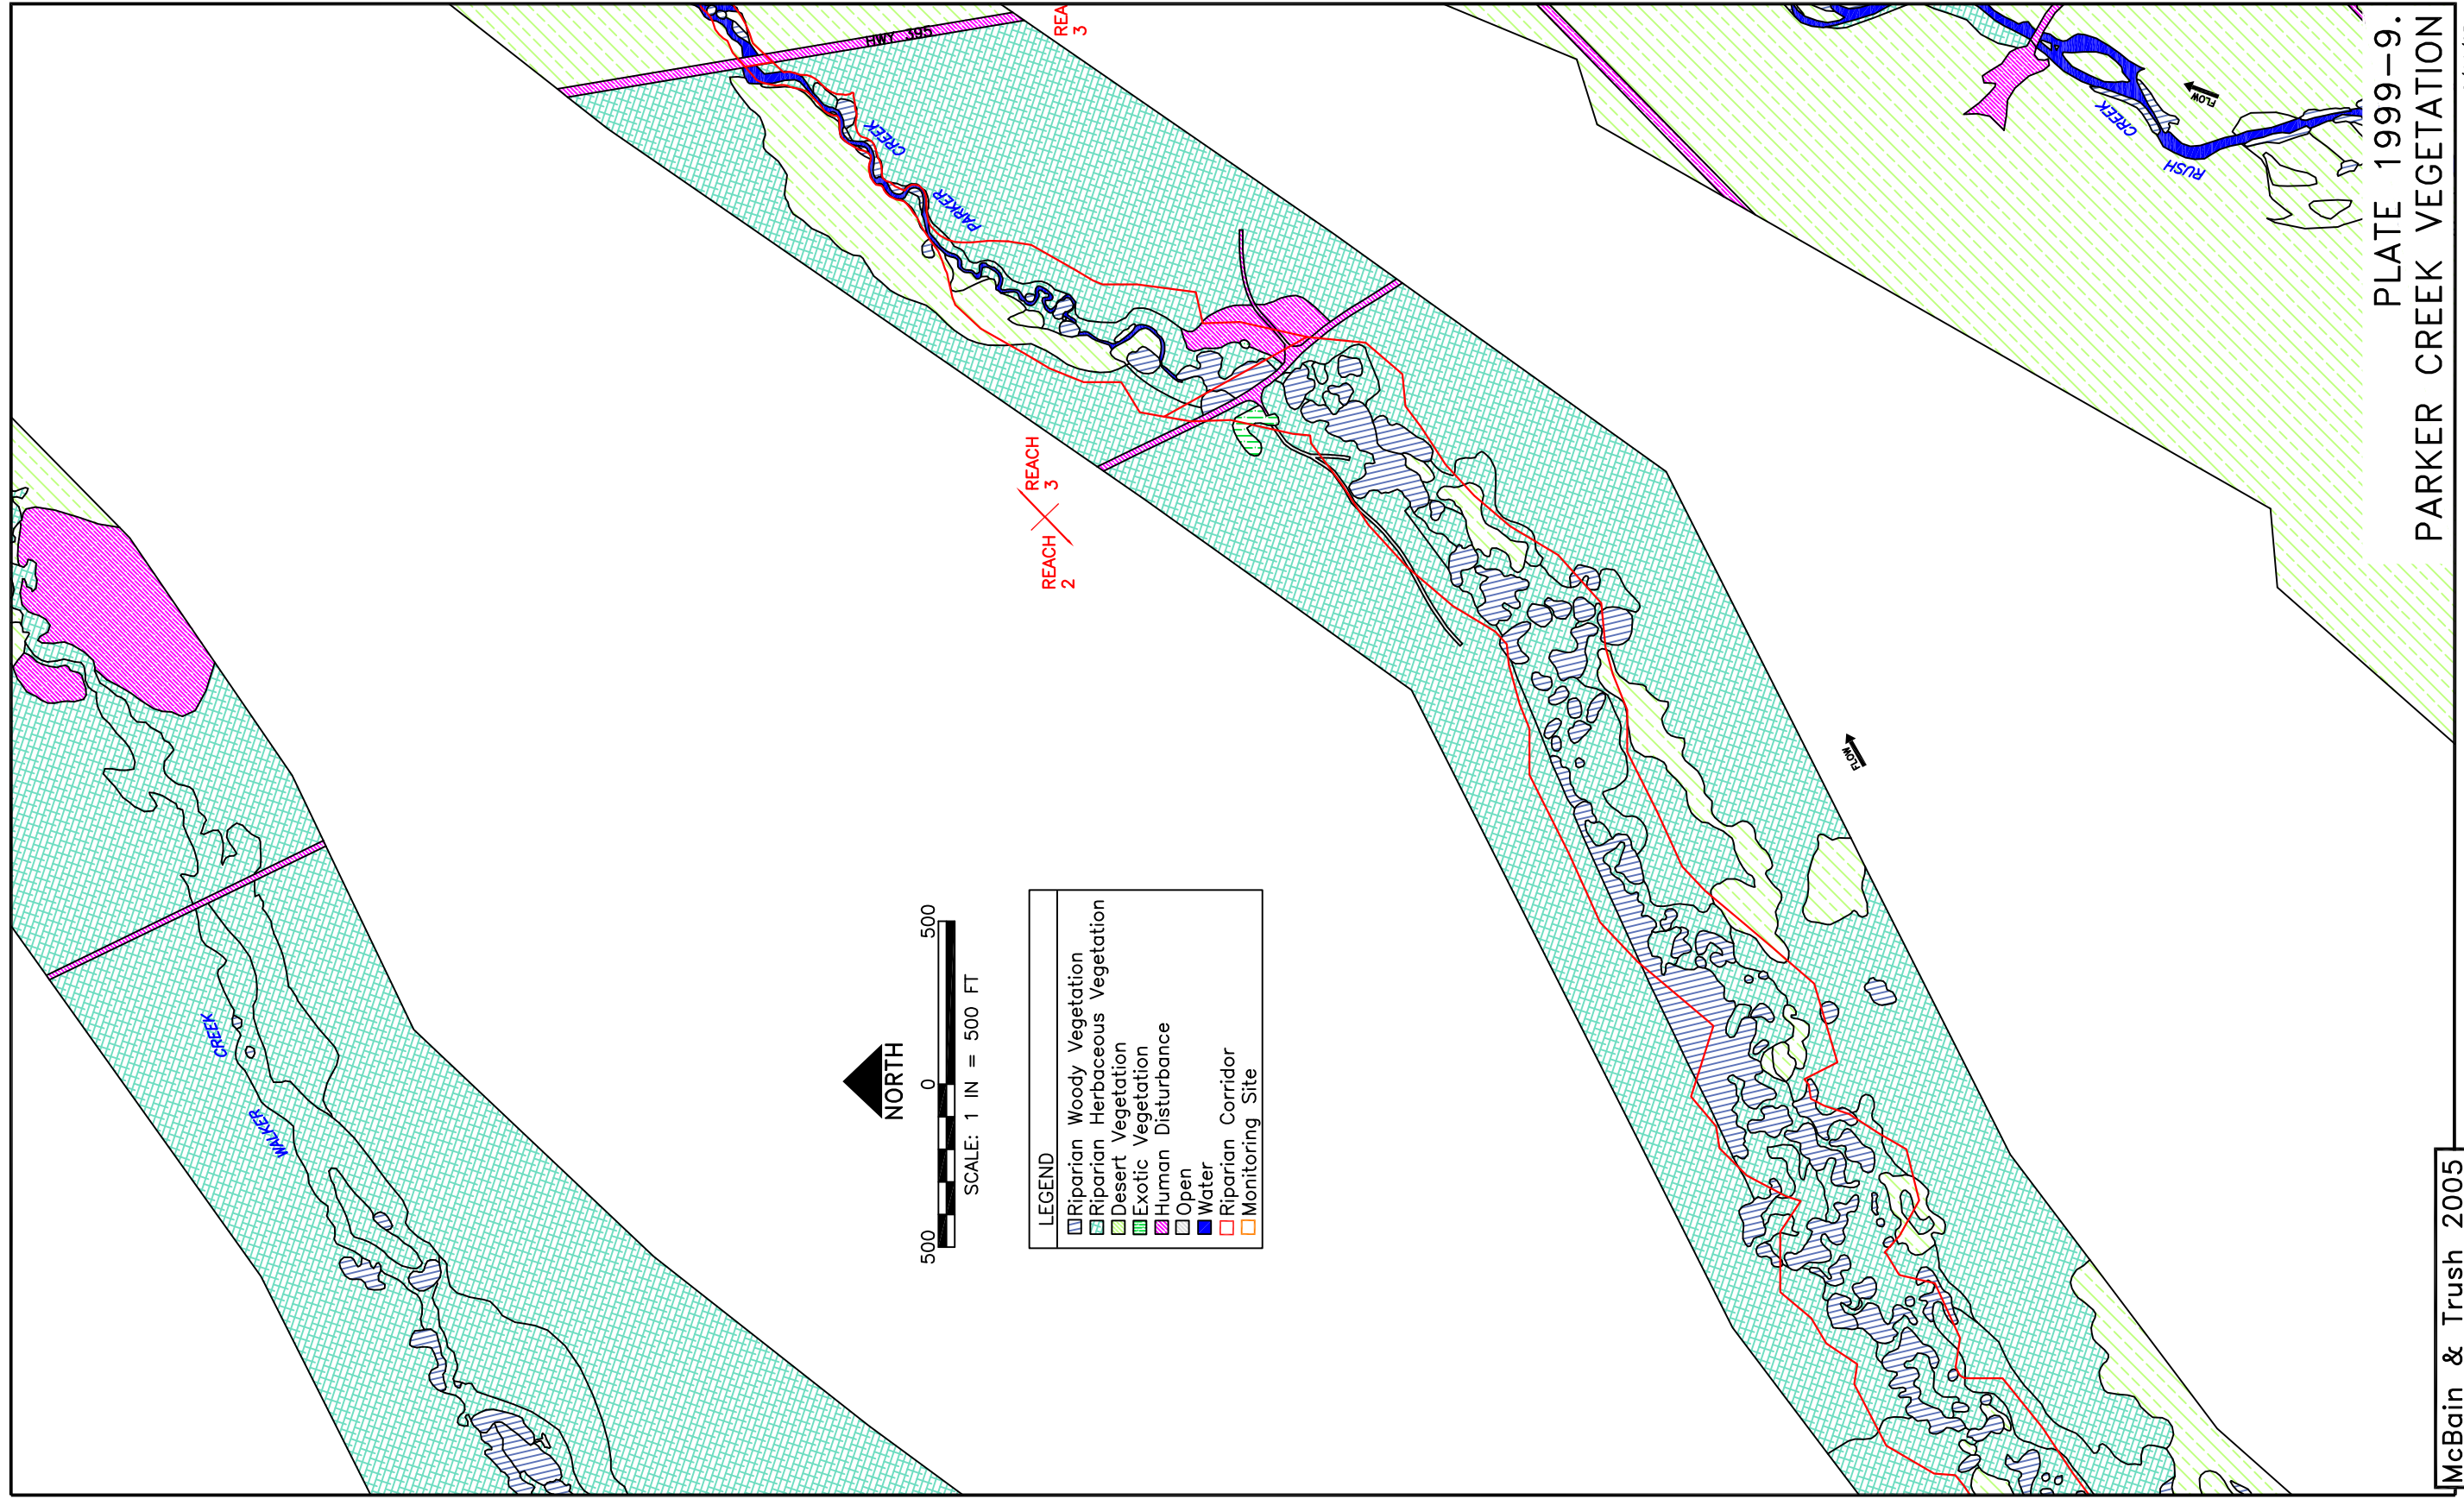 HWY 395
REA
3
CREEK
PARKER
FLOW
CREEK
RUSH
REACH
3
REACH
2
CREEK
WALKER
FLOW
NORTH
500 0 500
SCALE: 1 IN = 500 FT
LEGEND
Riparian Woody Vegetation
Riparian Herbaceous Vegetation
Desert Vegetation
Exotic Vegetation
Human Disturbance
Open
Water
Riparian Corridor
Monitoring Site
PLATE 1999-9.
PARKER CREEK VEGETATION
McBain & Trush 2005